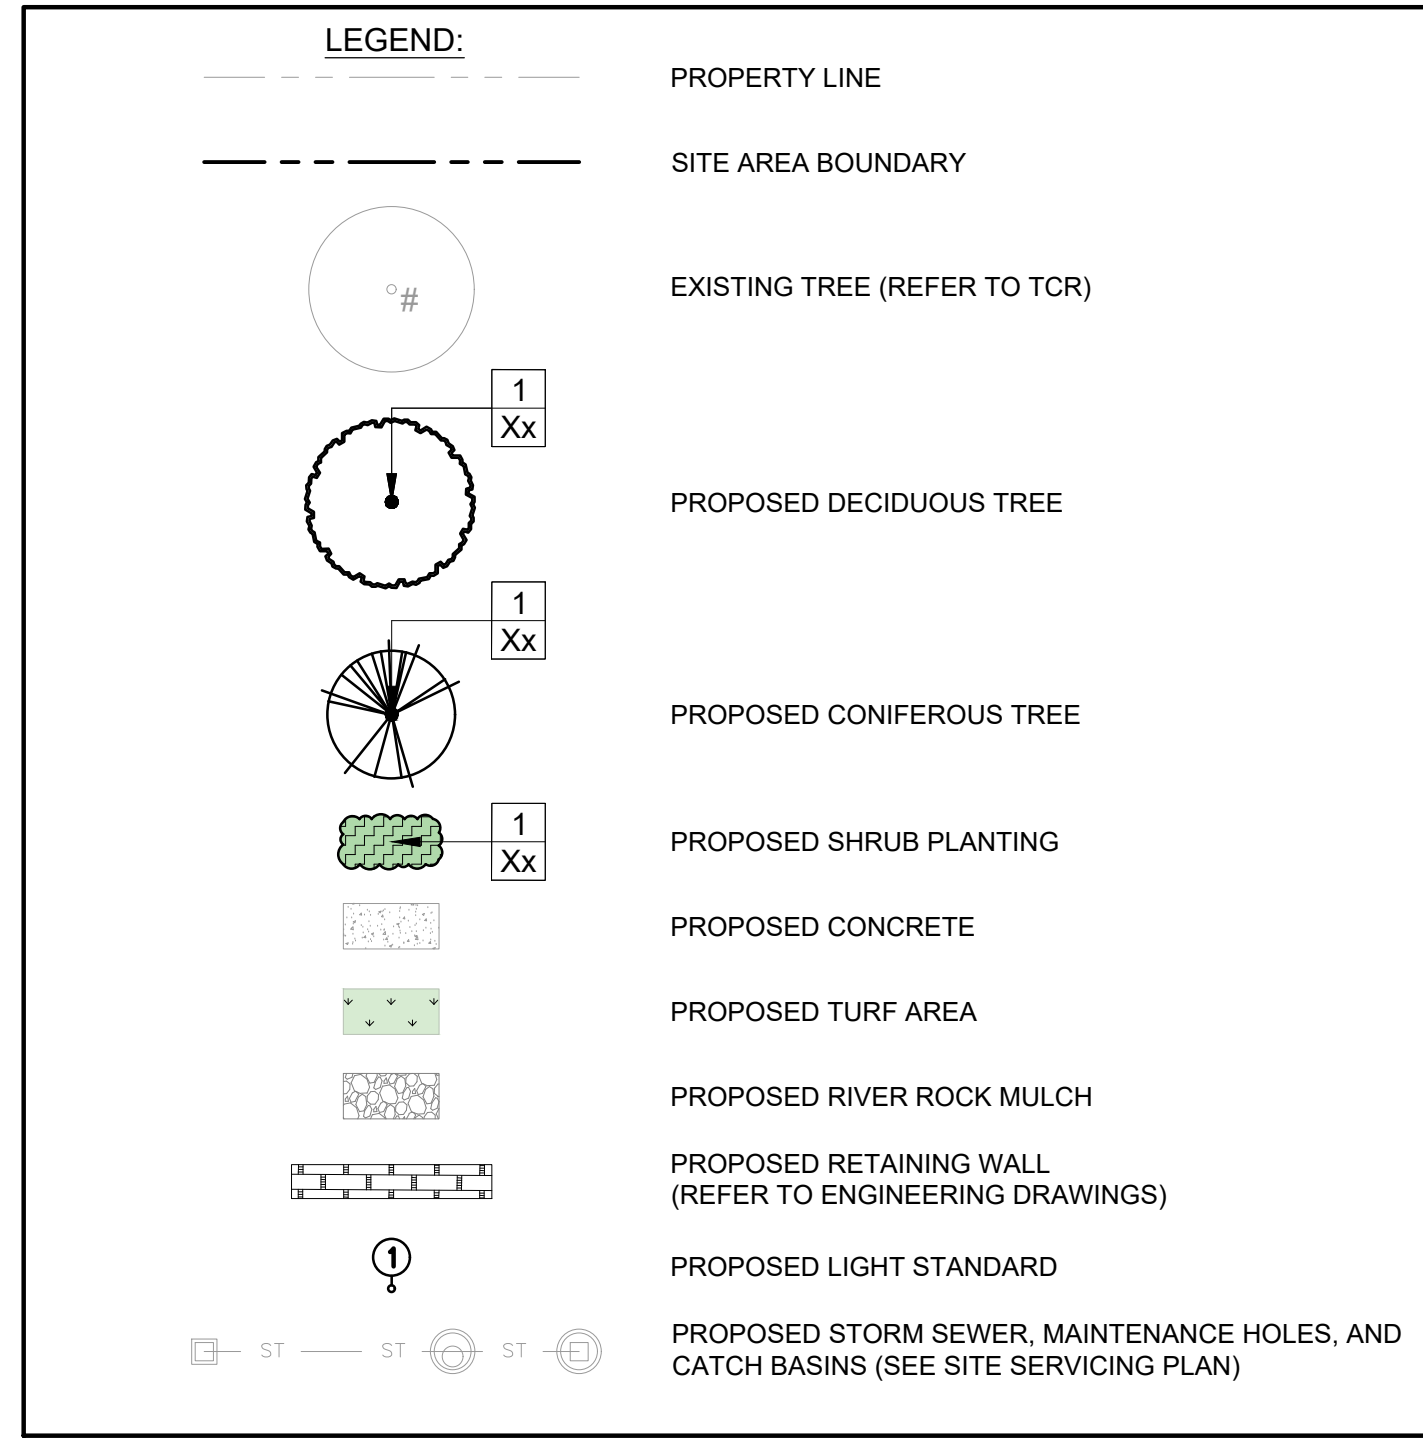 LEGEND:
PROPERTY LINE
SITE AREA BOUNDARY
#
EXISTING TREE (REFER TO TCR)
1
Xx
PROPOSED DECIDUOUS TREE
1
Xx
PROPOSED CONIFEROUS TREE
1
Xx
PROPOSED SHRUB PLANTING
PROPOSED CONCRETE
PROPOSED TURF AREA
PROPOSED RIVER ROCK MULCH
PROPOSED RETAINING WALL
(REFER TO ENGINEERING DRAWINGS)
1
PROPOSED LIGHT STANDARD
ST ST ST
PROPOSED STORM SEWER, MAINTENANCE HOLES, AND
CATCH BASINS (SEE SITE SERVICING PLAN)